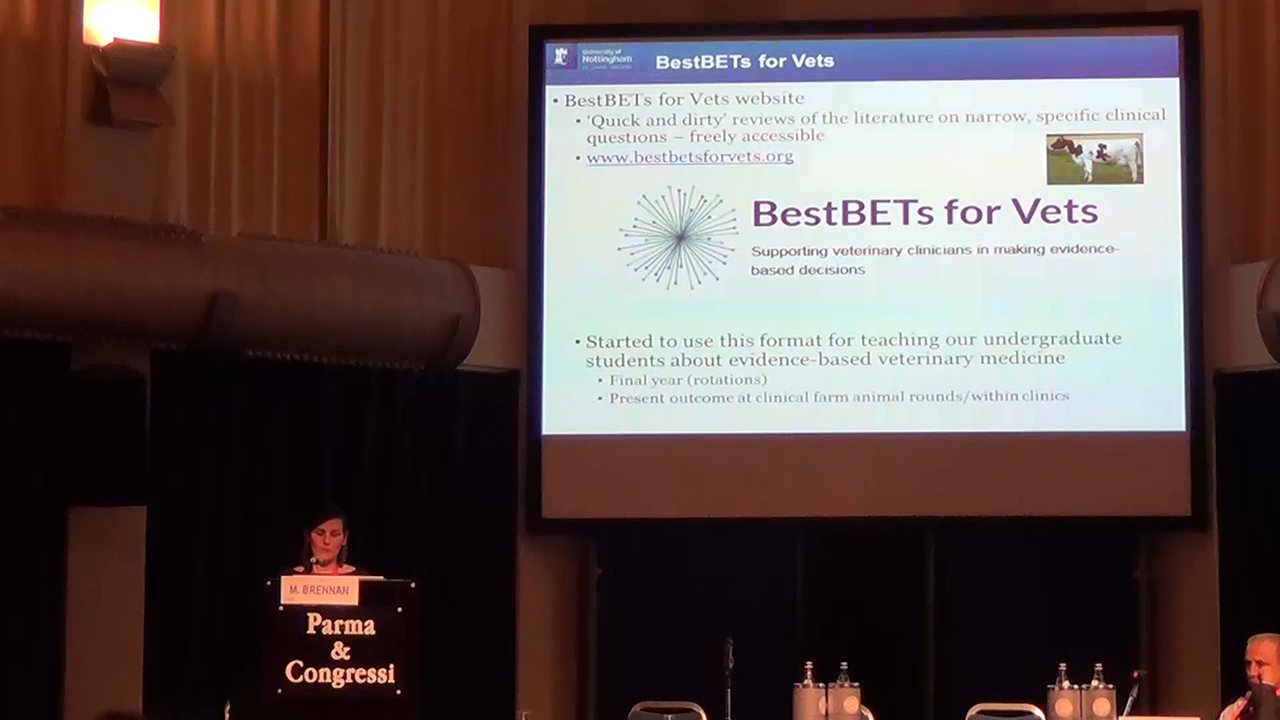 University of
Nottingham
BestBETs for Vets
• BestBETs for Vets website
• 'Quick and dirty' reviews of the literature on narrow, specific clinical
questions – freely accessible
• www.bestbetsforvets.org
BestBETs for Vets
Supporting veterinary clinicians in making evidence-
based decisions
• Started to use this format for teaching our undergraduate
students about evidence-based veterinary medicine
• Final year (rotations)
• Present outcome at clinical farm animal rounds/within clinics
M. BRENNAN
Parma
&
Congressi